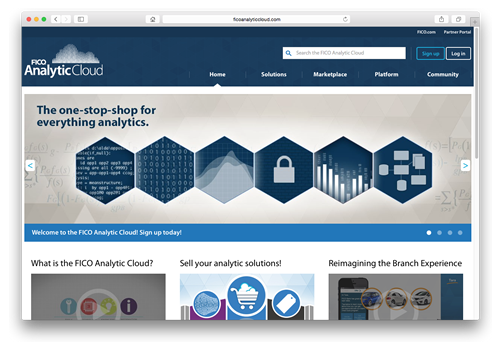 ficoanalyticcloud.com
FICO.com Partner Portal
FICO
AnalyticCloud
Search the FICO Analytic Cloud
Sign up Log in
Home Solutions Marketplace Platform Community
The one-stop-shop for
everything analytics.
Welcome to the FICO Analytic Cloud! Sign up today!
What is the FICO Analytic Cloud? Sell your analytic solutions! Reimagining the Branch Experience